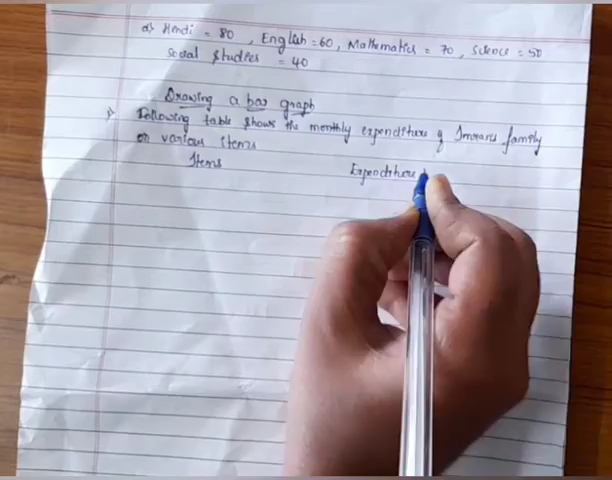 d) Hindi = 80 , English = 60, Mathematics = 70, Science = 50
Social Studies = 40
Drawing a bar graph
1) Following table shows the monthly expenditure of Imran's family
on various items
Items Expenditure